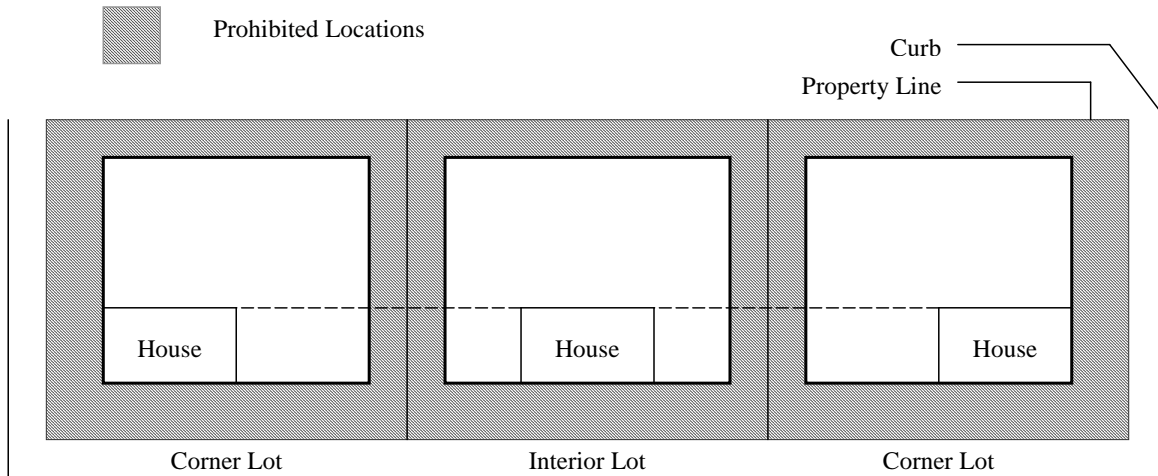 Prohibited Locations
Curb
Property Line
House
House
House
Corner Lot
Interior Lot
Corner Lot